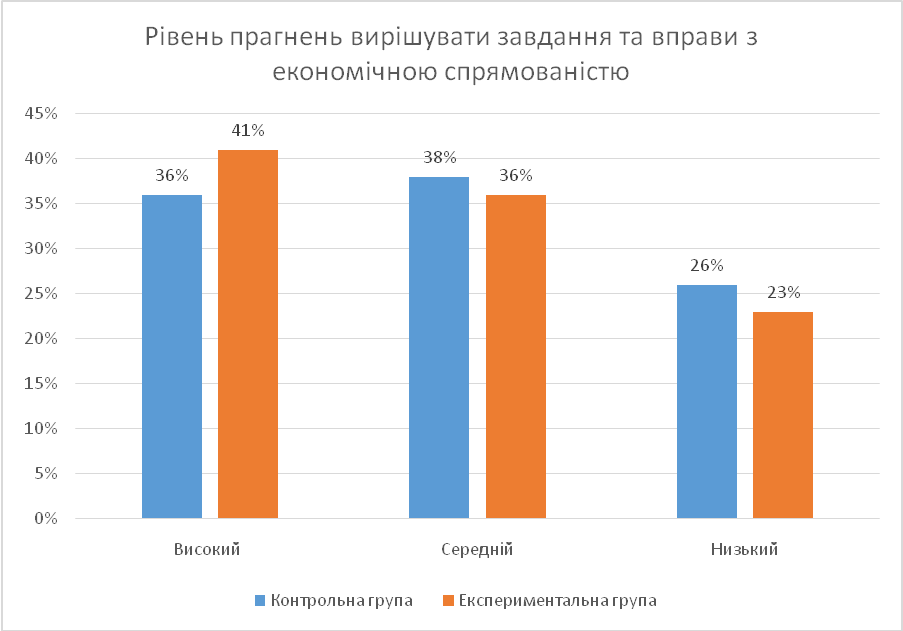 Рівень прагнень вирішувати завдання та вправи з
економічною спрямованістю
45%
40%
35%
30%
25%
20%
15%
10%
5%
0%
36%
41%
38%
36%
26%
23%
Високий
Середній
Низький
Контрольна група
Експериментальна група